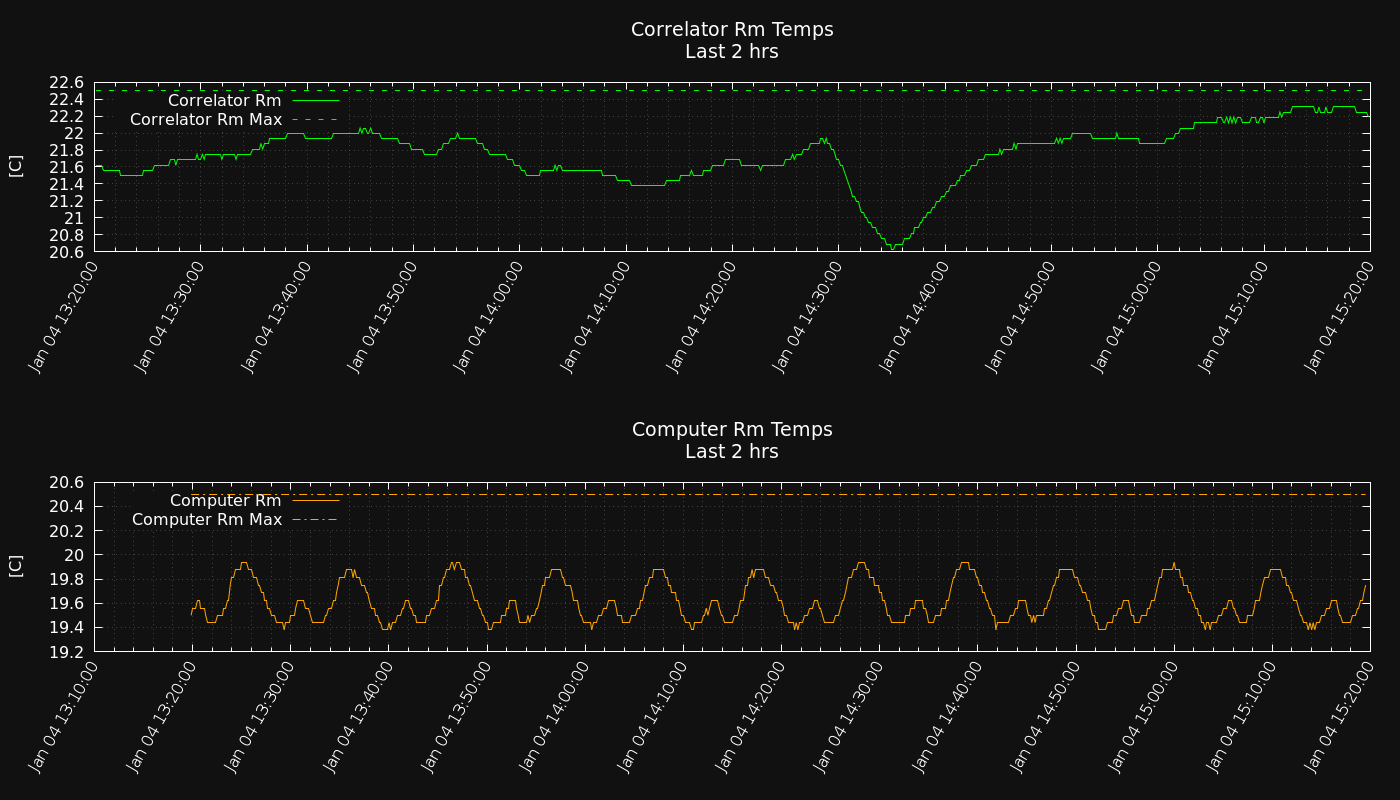 Correlator Rm Temps
Last 2 hrs
22.6
22.4
22.2
22
21.8
21.6
21.4
21.2
21
20.8
20.6
[C]
Correlator Rm
Correlator Rm Max
Jan 04 13:20:00
Jan 04 13:30:00
Jan 04 13:40:00
Jan 04 13:50:00
Jan 04 14:00:00
Jan 04 14:10:00
Jan 04 14:20:00
Jan 04 14:30:00
Jan 04 14:40:00
Jan 04 14:50:00
Jan 04 15:00:00
Jan 04 15:10:00
Jan 04 15:20:00
Computer Rm Temps
Last 2 hrs
20.6
20.4
20.2
20
19.8
19.6
19.4
19.2
[C]
Computer Rm
Computer Rm Max
Jan 04 13:10:00
Jan 04 13:20:00
Jan 04 13:30:00
Jan 04 13:40:00
Jan 04 13:50:00
Jan 04 14:00:00
Jan 04 14:10:00
Jan 04 14:20:00
Jan 04 14:30:00
Jan 04 14:40:00
Jan 04 14:50:00
Jan 04 15:00:00
Jan 04 15:10:00
Jan 04 15:20:00